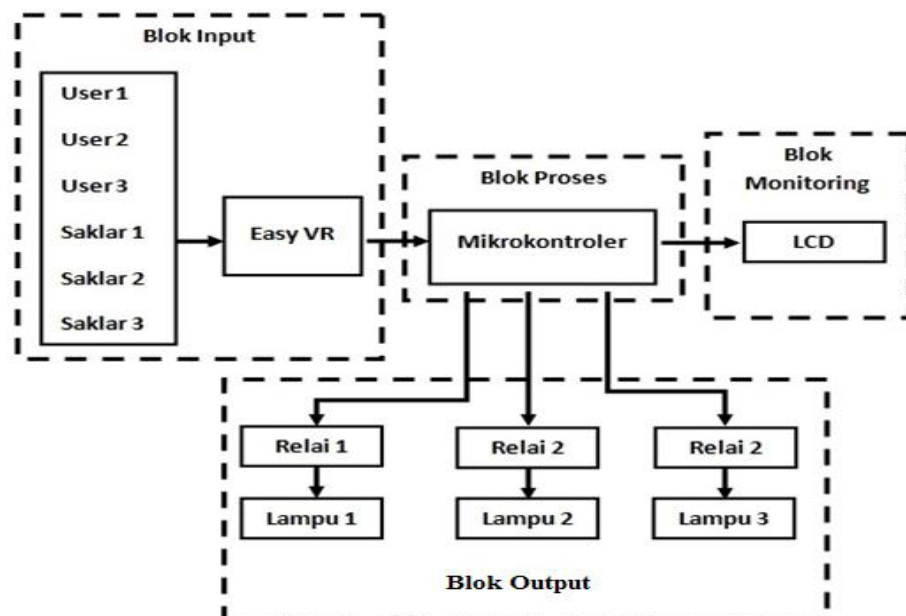 Blok Input
User 1
User 2
User 3
Saklar 1
Saklar 2
Saklar 3
Easy VR
Blok Proses
Mikrokontroler
Blok
Monitoring
LCD
Relai 1
Relai 2
Relai 2
Lampu 1
Lampu 2
Lampu 3
Blok Output